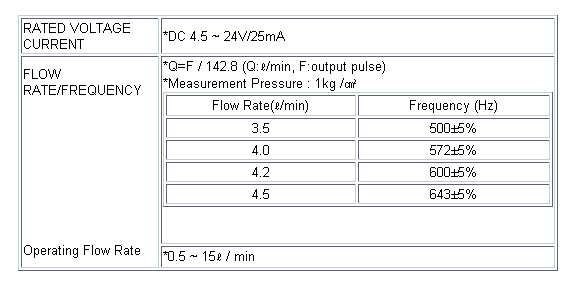 RATED VOLTAGE
CURRENT
*DC 4.5 ~ 24V/25mA
FLOW
RATE/FREQUENCY
*Q=F / 142.8 (Q:ℓ/min, F:output pulse)
*Measurement Pressure : 1kg /㎠
Flow Rate(ℓ/min) Frequency (Hz)
3.5 500±5%
4.0 572±5%
4.2 600±5%
4.5 643±5%
Operating Flow Rate
*0.5 ~ 15ℓ / min